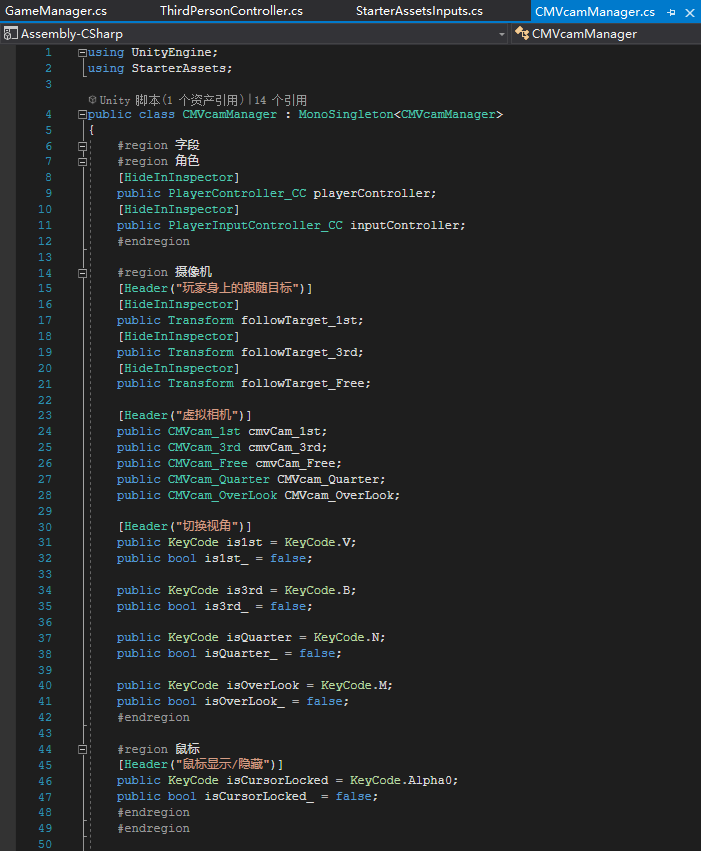 GameManager.cs ThirdPersonController.cs StarterAssetsInputs.cs CMVcamManager.cs
Assembly-CSharp CMVcamManager
1 using UnityEngine;
2 using StarterAssets;
3
Unity 脚本(1 个资产引用)|14 个引用
4 public class CMVcamManager : MonoSingleton<CMVcamManager>
5 {
6 #region 字段
7 #region 角色
8 [HideInInspector]
9 public PlayerController_CC playerController;
10 [HideInInspector]
11 public PlayerInputController_CC inputController;
12 #endregion
13
14 #region 摄像机
15 [Header("玩家身上的跟随目标")]
16 [HideInInspector]
17 public Transform followTarget_1st;
18 [HideInInspector]
19 public Transform followTarget_3rd;
20 [HideInInspector]
21 public Transform followTarget_Free;
22
23 [Header("虚拟相机")]
24 public CMVcam_1st cmvCam_1st;
25 public CMVcam_3rd cmvCam_3rd;
26 public CMVcam_Free cmvCam_Free;
27 public CMVcam_Quarter CMVcam_Quarter;
28 public CMVcam_OverLook CMVcam_OverLook;
29
30 [Header("切换视角")]
31 public KeyCode is1st = KeyCode.V;
32 public bool is1st_ = false;
33
34 public KeyCode is3rd = KeyCode.B;
35 public bool is3rd_ = false;
36
37 public KeyCode isQuarter = KeyCode.N;
38 public bool isQuarter_ = false;
39
40 public KeyCode isOverLook = KeyCode.M;
41 public bool isOverLook_ = false;
42 #endregion
43
44 #region 鼠标
45 [Header("鼠标显示/隐藏")]
46 public KeyCode isCursorLocked = KeyCode.Alpha0;
47 public bool isCursorLocked_ = false;
48 #endregion
49 #endregion
50